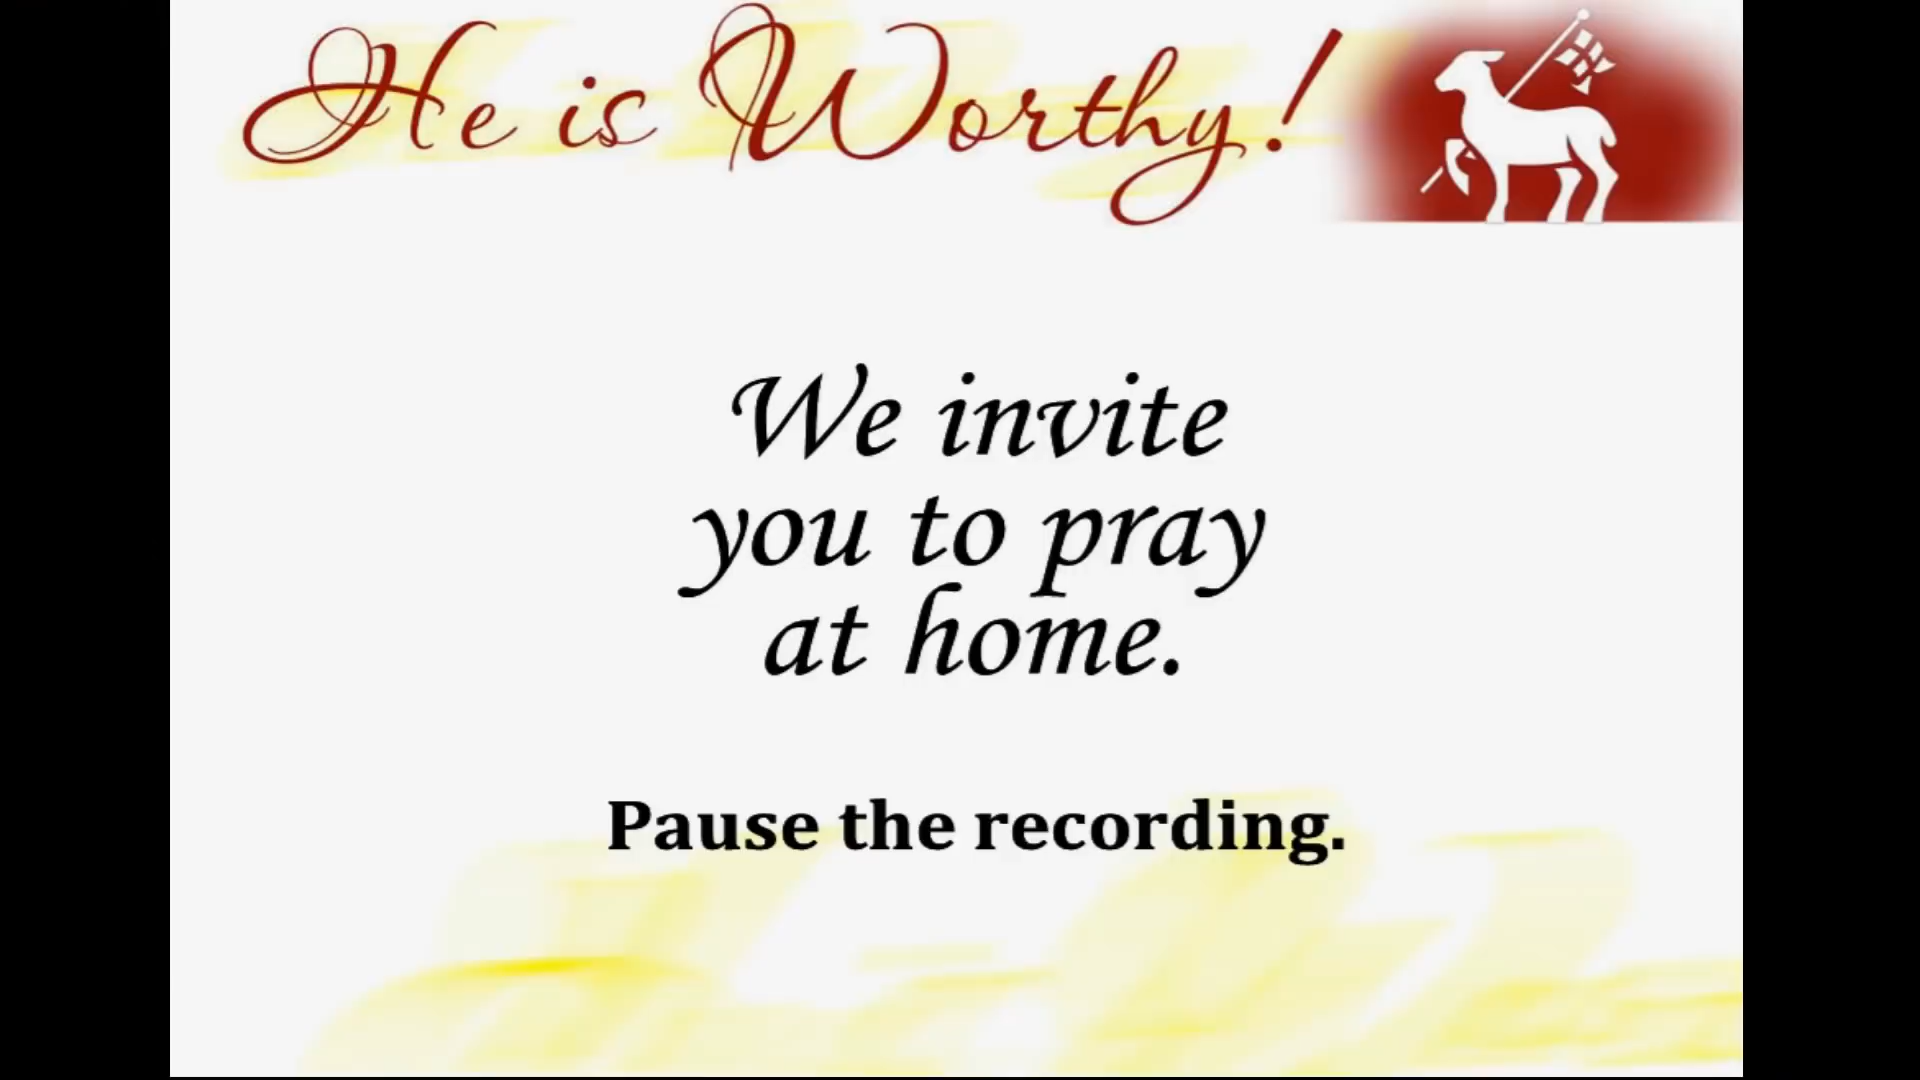 He is Worthy!
We invite
you to pray
at home.
Pause the recording.